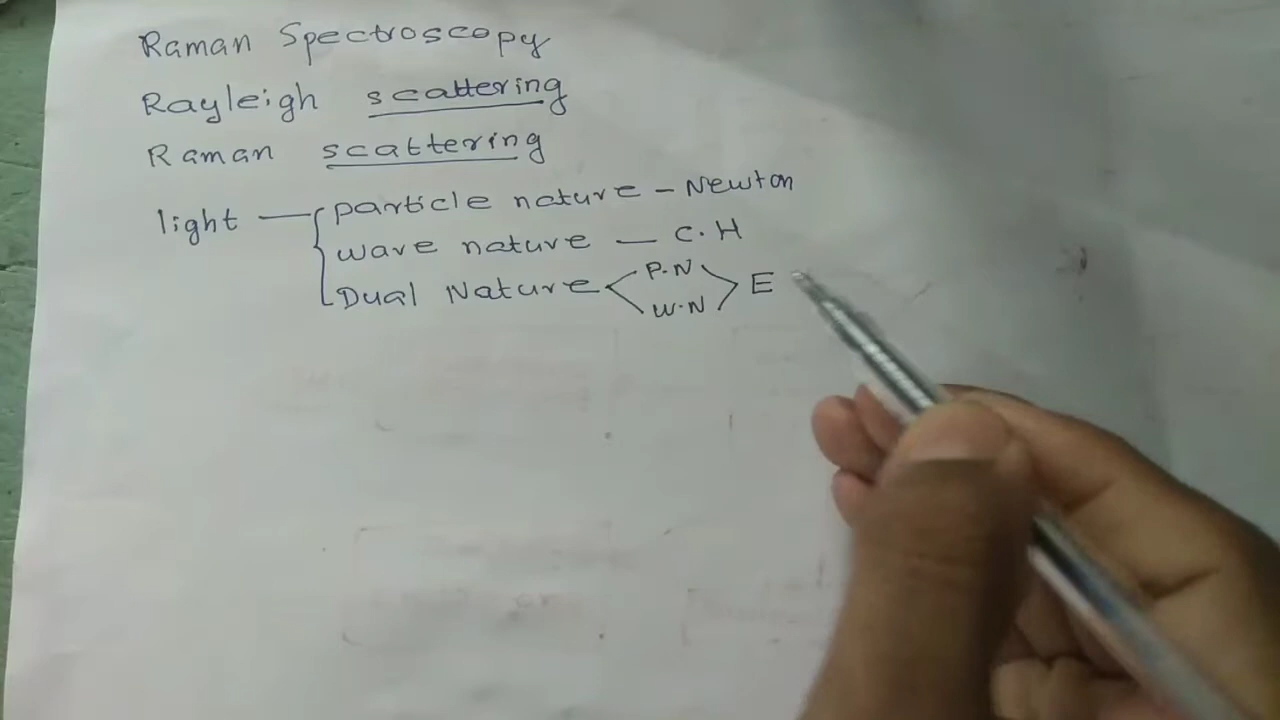 Raman Spectroscopy
Rayleigh scattering
Raman scattering
light — particle nature - Newton
wave nature — C.H
Dual Nature P.N W.N E